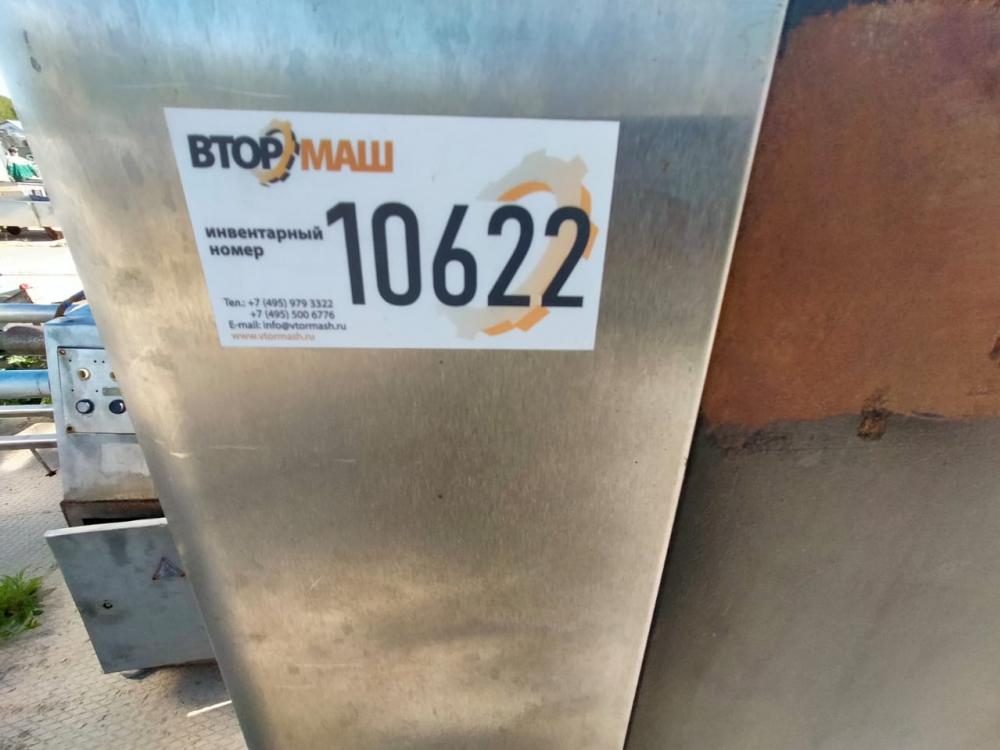 ВТОРМАШ
инвентарный
номер
10622
Тел.: +7 (495) 979 3322
+7 (495) 500 6776
E-mail: info@vtormash.ru
www.vtormash.ru